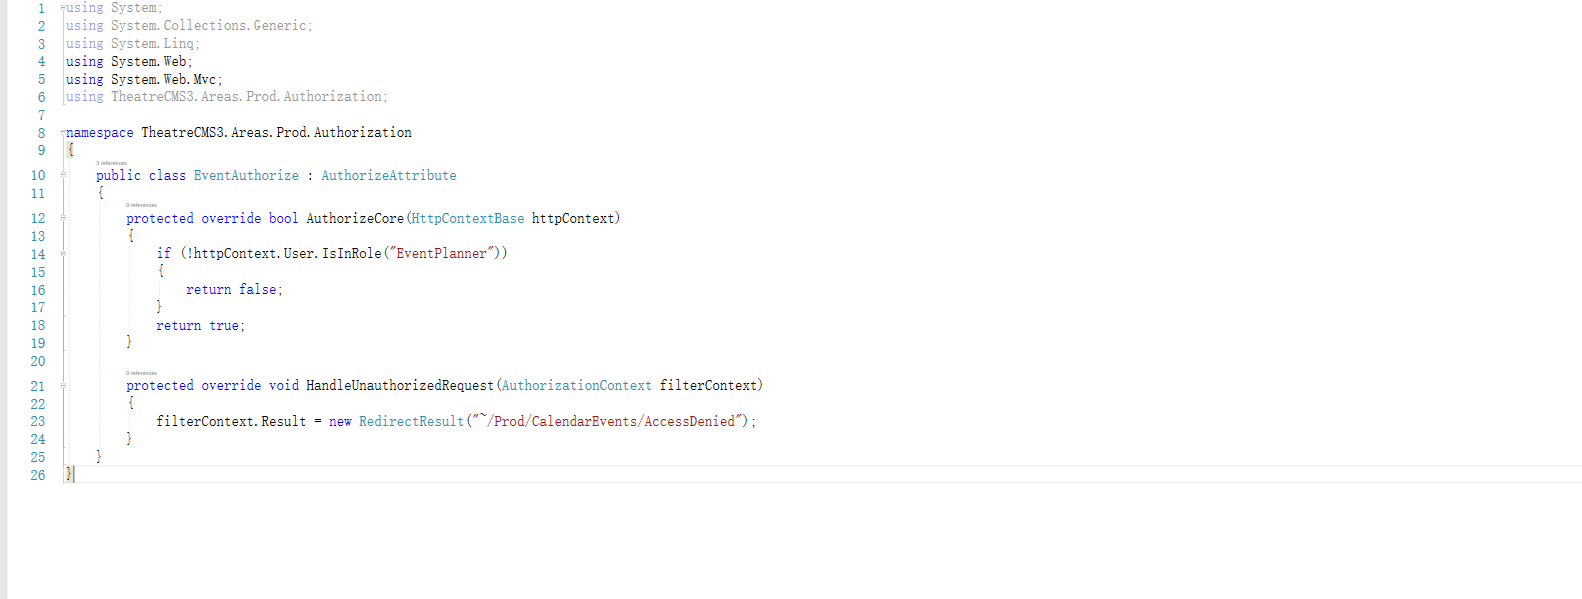 1 using System;
2 using System.Collections.Generic;
3 using System.Linq;
4 using System.Web;
5 using System.Web.Mvc;
6 using TheatreCMS3.Areas.Prod.Authorization;
7
8 namespace TheatreCMS3.Areas.Prod.Authorization
9 {
3 references
10 public class EventAuthorize : AuthorizeAttribute
11 {
0 references
12 protected override bool AuthorizeCore(HttpContextBase httpContext)
13 {
14 if (!httpContext.User.IsInRole("EventPlanner"))
15 {
16 return false;
17 }
18 return true;
19 }
20
0 references
21 protected override void HandleUnauthorizedRequest(AuthorizationContext filterContext)
22 {
23 filterContext.Result = new RedirectResult("~/Prod/CalendarEvents/AccessDenied");
24 }
25 }
26 }